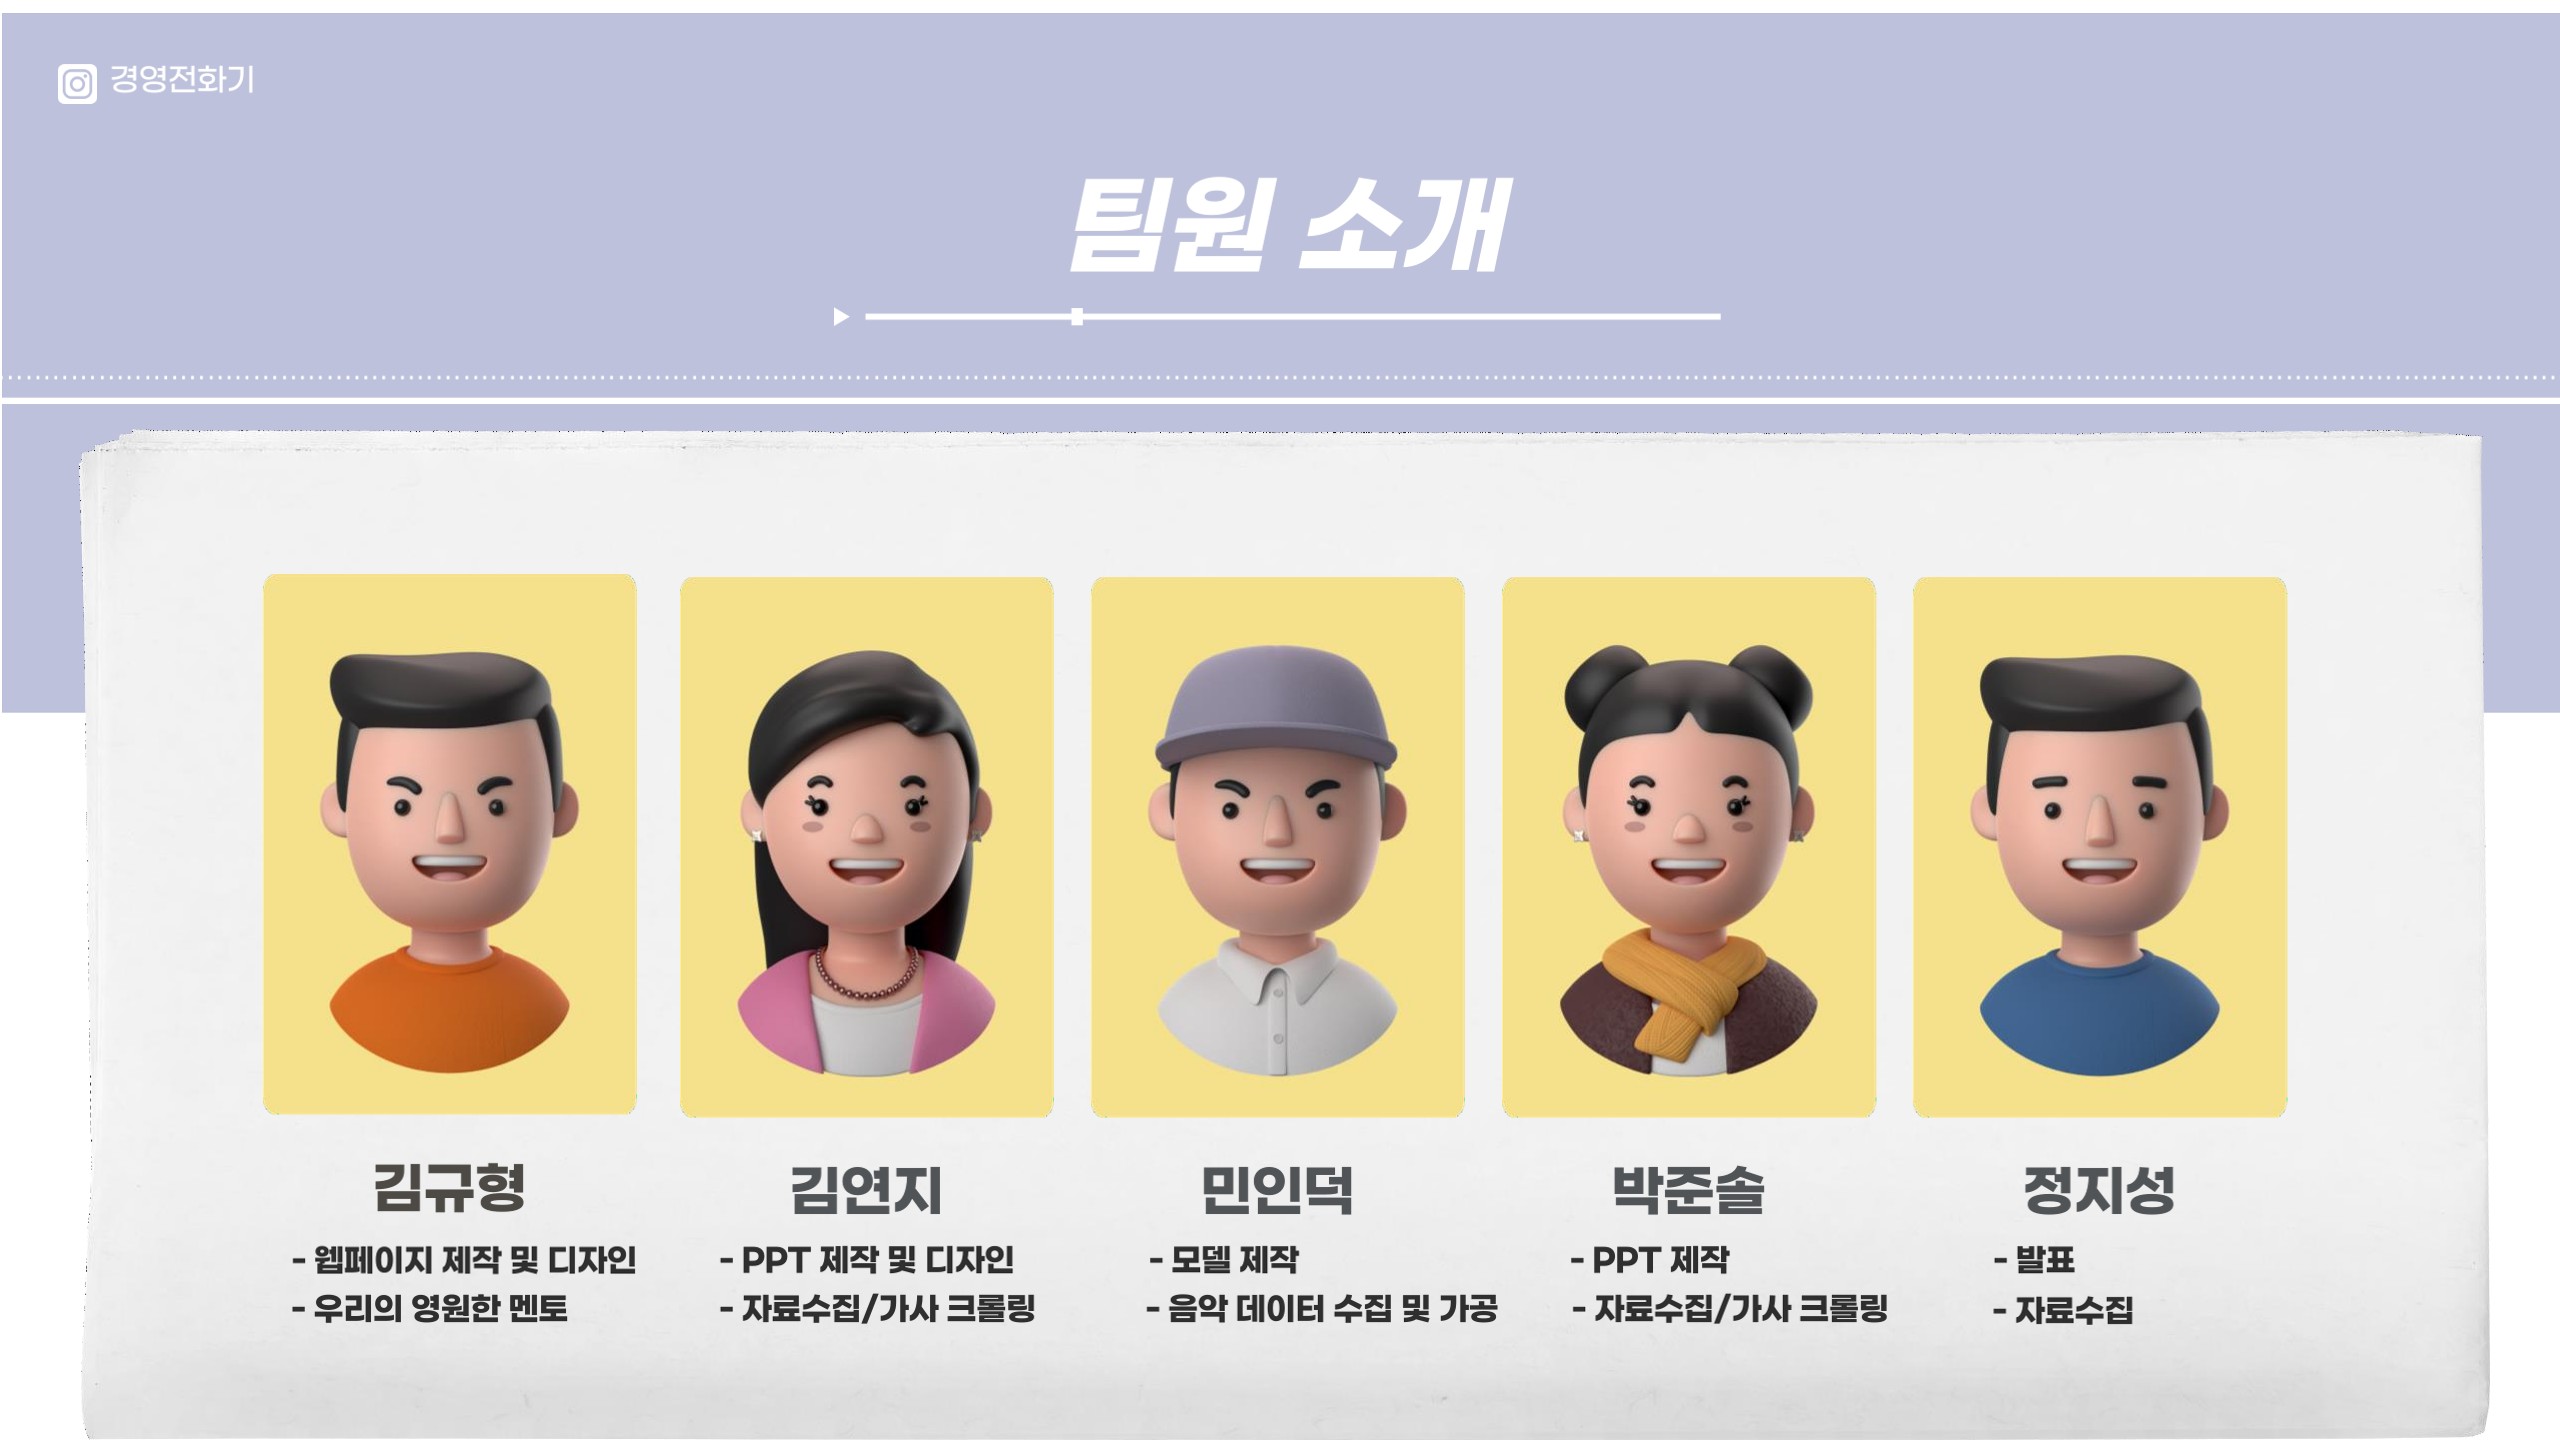 경영전화기
팀원 소개
김규형
- 웹페이지 제작 및 디자인
- 우리의 영원한 멘토
김연지
- PPT 제작 및 디자인
- 자료수집/가사 크롤링
민인덕
- 모델 제작
- 음악 데이터 수집 및 가공
박준솔
- PPT 제작
- 자료수집/가사 크롤링
정지성
- 발표
- 자료수집